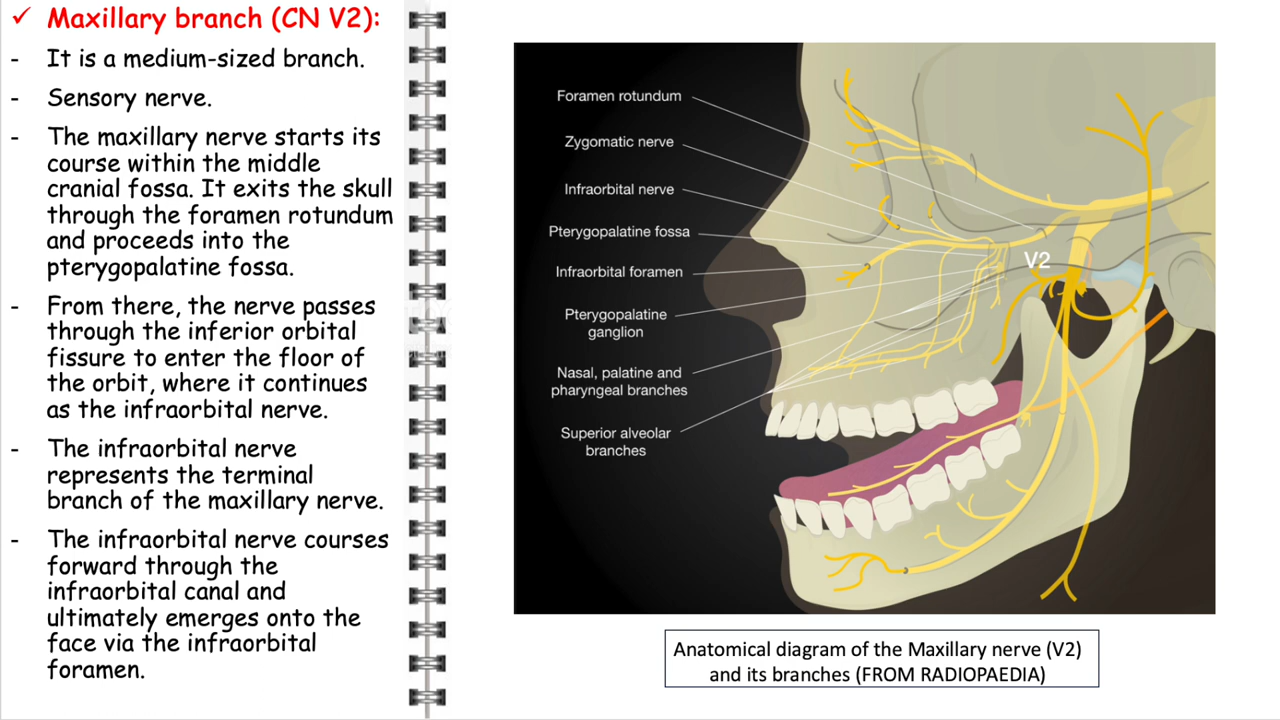 ✓ Maxillary branch (CN V2):
- It is a medium-sized branch.
- Sensory nerve.
- The maxillary nerve starts its
course within the middle
cranial fossa. It exits the skull
through the foramen rotundum
and proceeds into the
pterygopalatine fossa.
- From there, the nerve passes
through the inferior orbital
fissure to enter the floor of
the orbit, where it continues
as the infraorbital nerve.
- The infraorbital nerve
represents the terminal
branch of the maxillary nerve.
- The infraorbital nerve courses
forward through the
infraorbital canal and
ultimately emerges onto the
face via the infraorbital
foramen.
Foramen rotundum
Zygomatic nerve
Infraorbital nerve
Pterygopalatine fossa
Infraorbital foramen
Pterygopalatine
ganglion
Nasal, palatine and
pharyngeal branches
Superior alveolar
branches
V2
Anatomical diagram of the Maxillary nerve (V2)
and its branches (FROM RADIOPAEDIA)